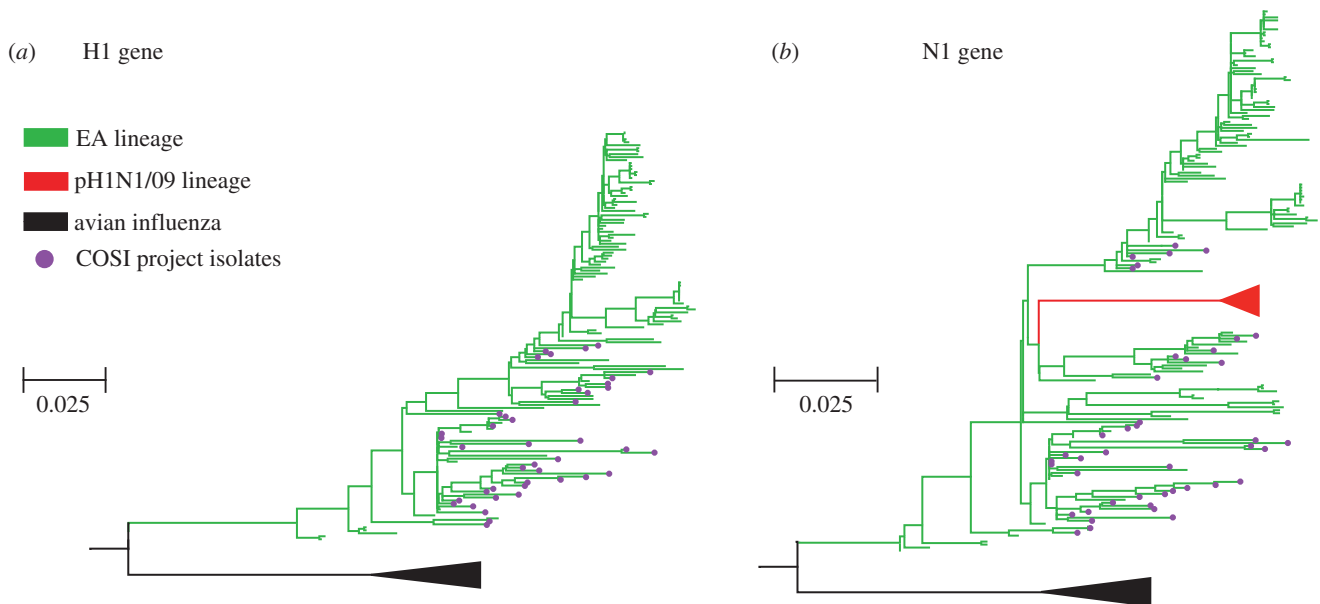 (a) H1 gene
EA lineage
pH1N1/09 lineage
avian influenza
COSI project isolates
0.025
(b) N1 gene
0.025